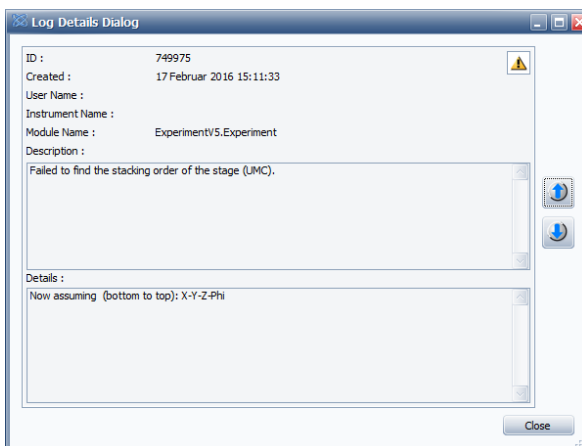 Log Details Dialog
ID :	749975
Created :	17 Februar 2016 15:11:33
User Name :
Instrument Name :
Module Name :	ExperimentV5.Experiment
Description :
Failed to find the stacking order of the stage (UMC).
Details :
Now assuming  (bottom to top): X-Y-Z-Phi
Close